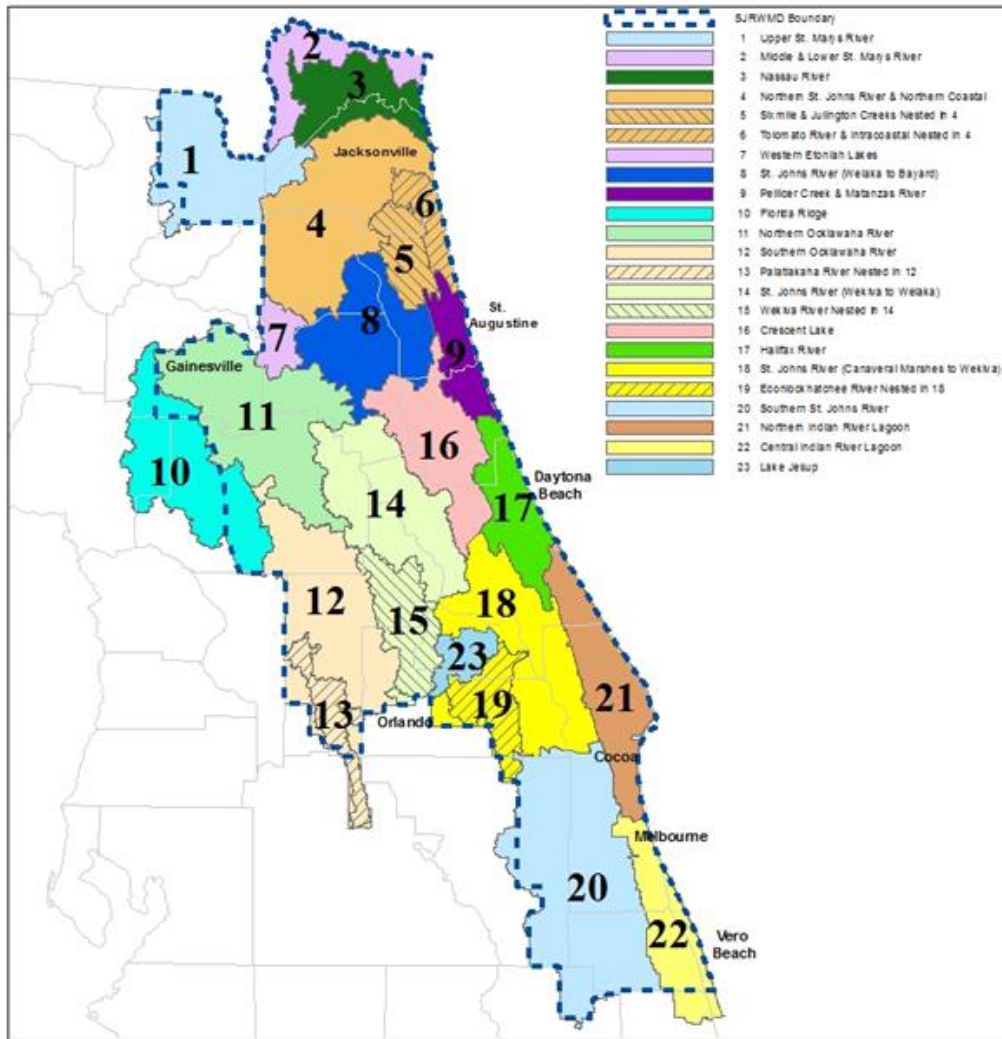 SJRWMD Boundary
1 Upper St. Marys River
2 Middle & Lower St. Marys River
3 Nassau River
4 Northern St. Johns River & Northern Coastal
5 Sixmile & Julington Creeks Nested in 4
6 Tolomato River & Intracoastal Nested in 4
7 Western Etoniah Lakes
8 St. Johns River (Welaka to Bayard)
9 Pellicer Creek & Matanzas River
10 Florida Ridge
11 Northern Ocklawaha River
12 Southern Ocklawaha River
13 Palatlakaha River Nested in 12
14 St. Johns River (Wekiva to Welaka)
15 Wekiva River Nested in 14
16 Crescent Lake
17 Halifax River
18 St. Johns River (Canaveral Marshes to Wekiva)
19 Econlockhatchee River Nested in 18
20 Southern St. Johns River
21 Northern Indian River Lagoon
22 Central Indian River Lagoon
23 Lake Jesup
2
3
1
Jacksonville
4
6
5
St.
Augustine
8
7
9
Gainesville
11
16
10
Daytona
Beach
17
14
12
18
15
23
19
21
13
Orlando
Cocoa
Melbourne
20
22
Vero
Beach